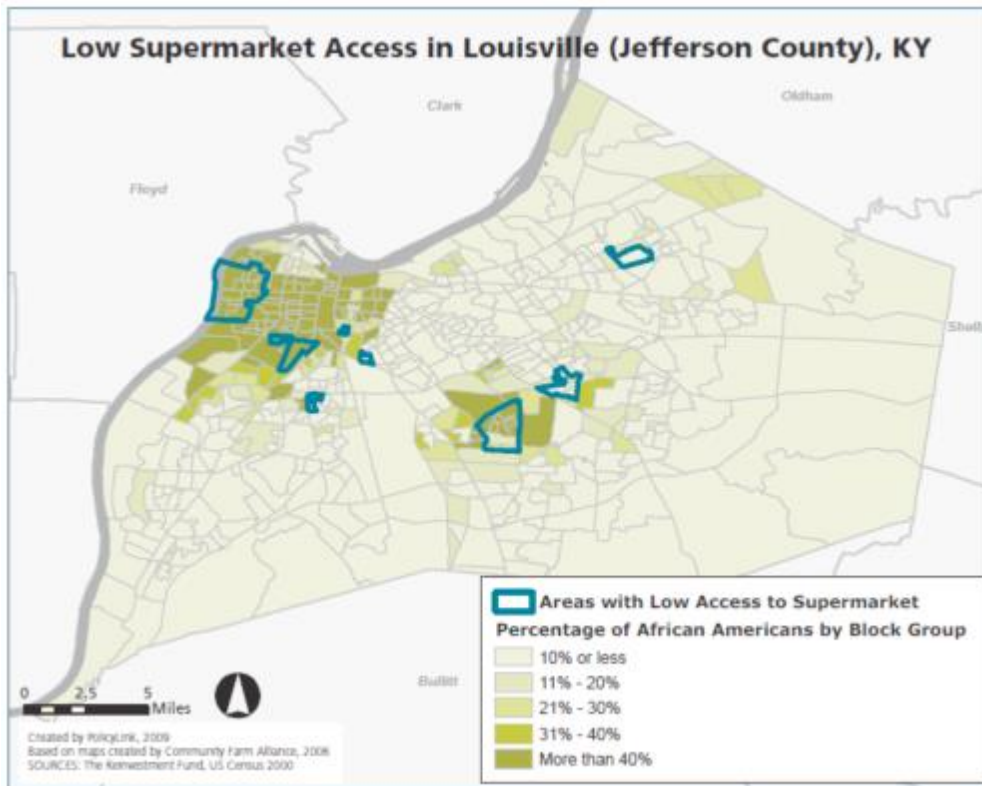 Low Supermarket Access in Louisville (Jefferson County), KY
Clark
Oldham
Floyd
Bullitt
Areas with Low Access to Supermarket
Percentage of African Americans by Block Group
10% or less
11% - 20%
21% - 30%
31% - 40%
More than 40%
0 2,5 5
Miles
Created by PolicyLink, 2009
Based on maps created by Community Farm Alliance, 2008
SOURCES: The Reinvestment Fund, US Census 2000